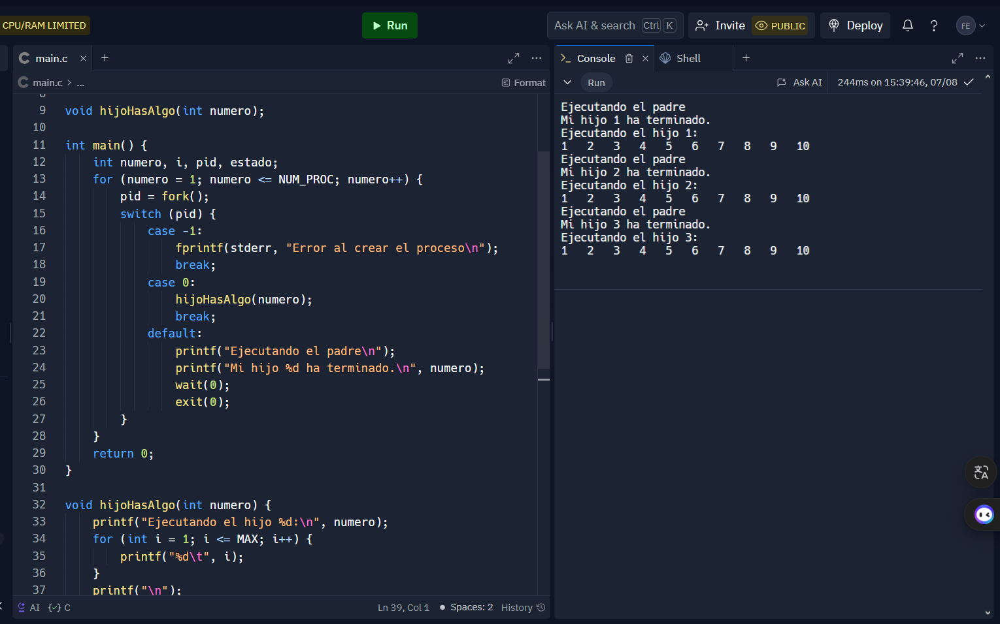 CPU/RAM LIMITED
Run
Ask AI & search Ctrl K
Invite PUBLIC
Deploy
FE
main.c
main.c > ...
Format
8
9 void hijoHasAlgo(int numero);
10
11 int main() {
12 int numero, i, pid, estado;
13 for (numero = 1; numero <= NUM_PROC; numero++) {
14 pid = fork();
15 switch (pid) {
16 case -1:
17 fprintf(stderr, "Error al crear el proceso\n");
18 break;
19 case 0:
20 hijoHasAlgo(numero);
21 break;
22 default:
23 printf("Ejecutando el padre\n");
24 printf("Mi hijo %d ha terminado.\n", numero);
25 wait(0);
26 exit(0);
27 }
28 }
29 return 0;
30 }
31
32 void hijoHasAlgo(int numero) {
33 printf("Ejecutando el hijo %d:\n", numero);
34 for (int i = 1; i <= MAX; i++) {
35 printf("%d\t", i);
36 }
37 printf("\n");
AI {✓} C
Ln 39, Col 1 • Spaces: 2 History
Console
Shell
Run
Ask AI
244ms on 15:39:46, 07/08
Ejecutando el padre
Mi hijo 1 ha terminado.
Ejecutando el hijo 1:
1 2 3 4 5 6 7 8 9 10
Ejecutando el padre
Mi hijo 2 ha terminado.
Ejecutando el hijo 2:
1 2 3 4 5 6 7 8 9 10
Ejecutando el padre
Mi hijo 3 ha terminado.
Ejecutando el hijo 3:
1 2 3 4 5 6 7 8 9 10